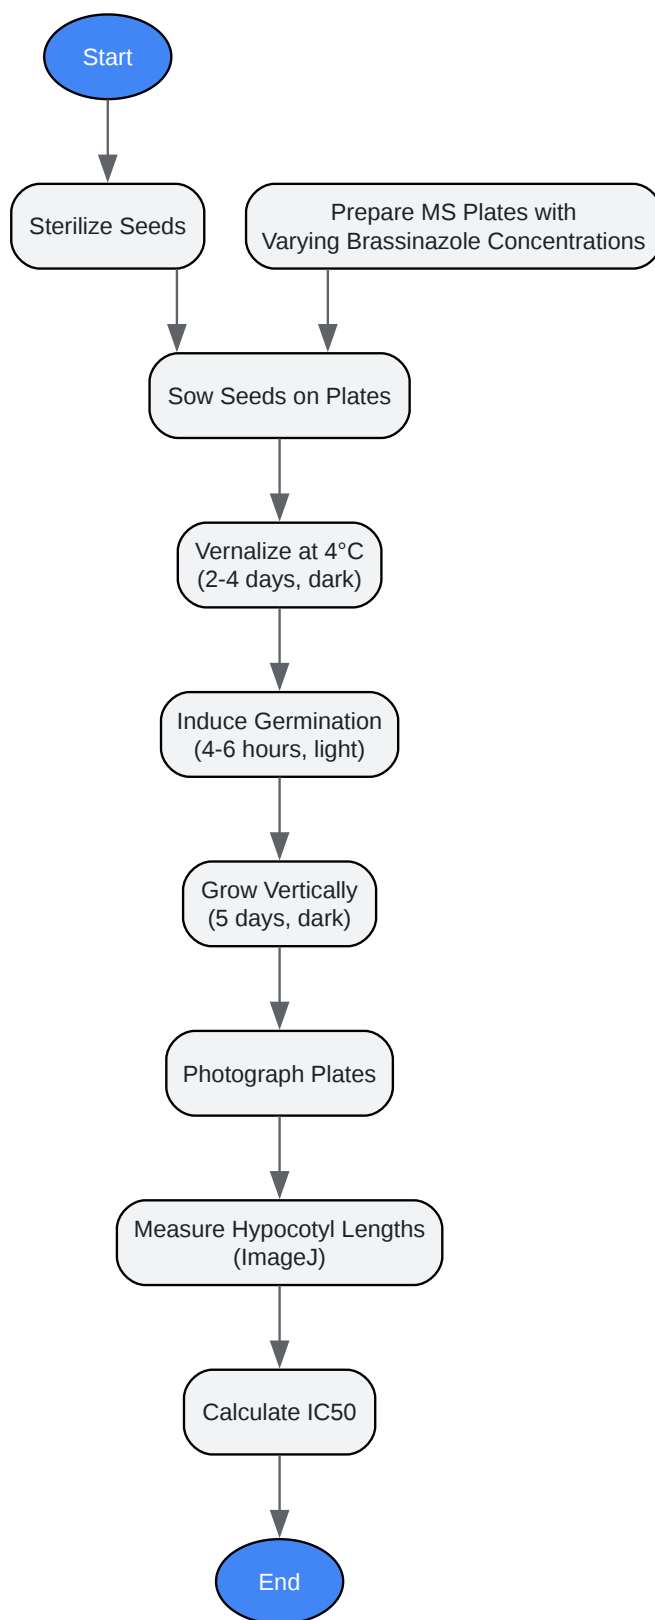 Start
Sterilize Seeds
Prepare MS Plates with
Varying Brassinazole Concentrations
Sow Seeds on Plates
Vernalize at 4°C
(2-4 days, dark)
Induce Germination
(4-6 hours, light)
Grow Vertically
(5 days, dark)
Photograph Plates
Measure Hypocotyl Lengths
(ImageJ)
Calculate IC50
End